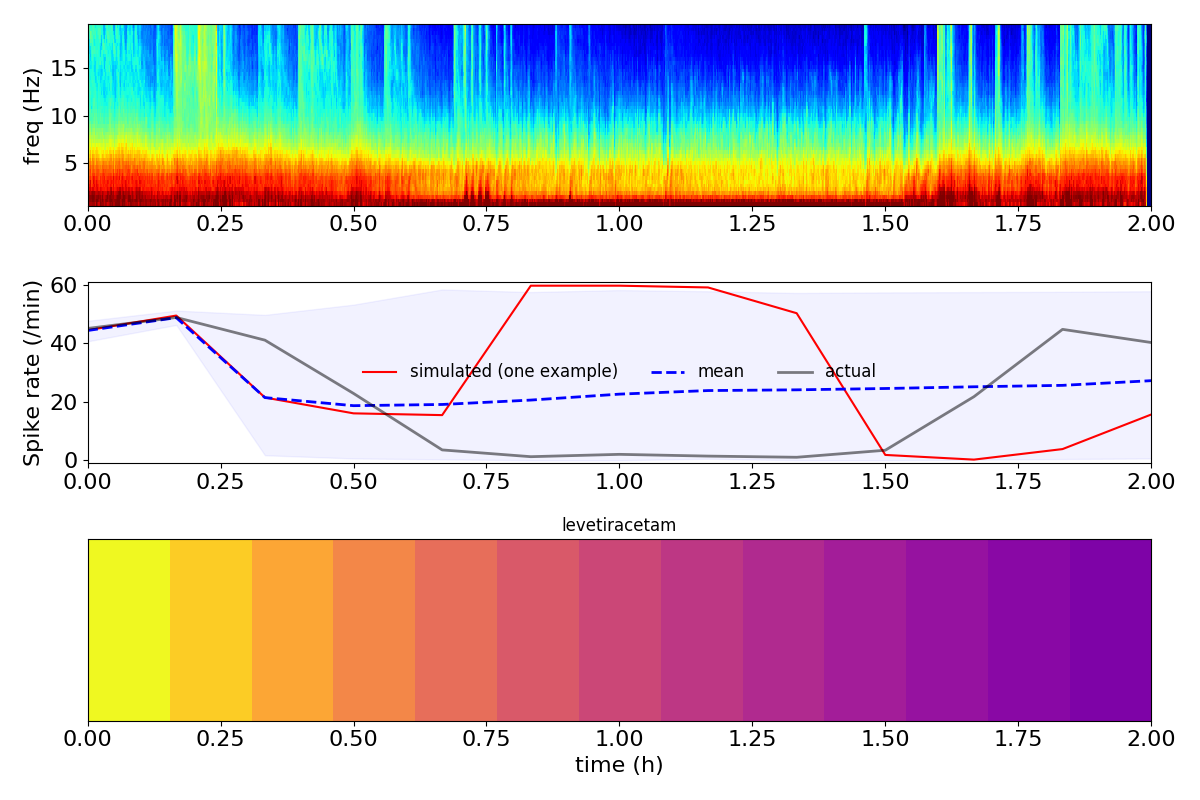 freq (Hz)
15
10
5
0.00 0.25 0.50 0.75 1.00 1.25 1.50 1.75 2.00
Spike rate (/min)
60
40
20
0
simulated (one example) mean actual
0.00 0.25 0.50 0.75 1.00 1.25 1.50 1.75 2.00
levetiracetam
0.00 0.25 0.50 0.75 1.00 1.25 1.50 1.75 2.00
time (h)